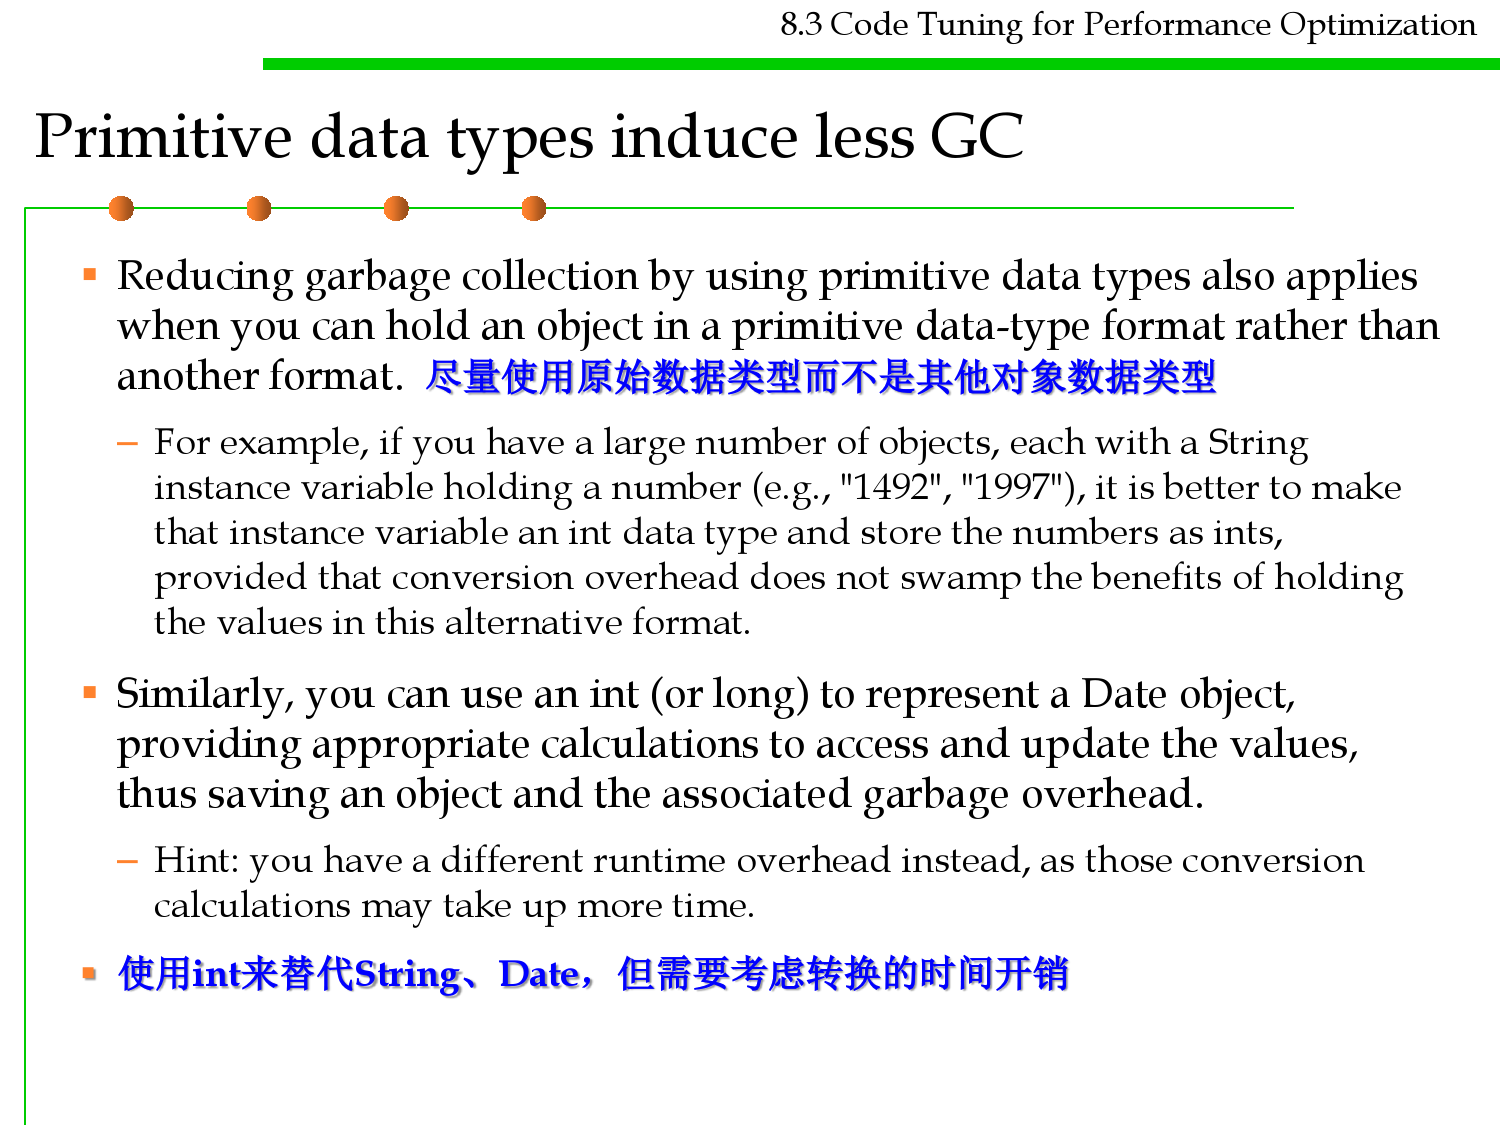 8.3 Code Tuning for Performance Optimization
Primitive data types induce less GC
Reducing garbage collection by using primitive data types also applies
when you can hold an object in a primitive data-type format rather than
another format. 尽量使用原始数据类型而不是其他对象数据类型
– For example, if you have a large number of objects, each with a String
instance variable holding a number (e.g., "1492", "1997"), it is better to make
that instance variable an int data type and store the numbers as ints,
provided that conversion overhead does not swamp the benefits of holding
the values in this alternative format.
Similarly, you can use an int (or long) to represent a Date object,
providing appropriate calculations to access and update the values,
thus saving an object and the associated garbage overhead.
– Hint: you have a different runtime overhead instead, as those conversion
calculations may take up more time.
使用int来替代String、Date，但需要考虑转换的时间开销